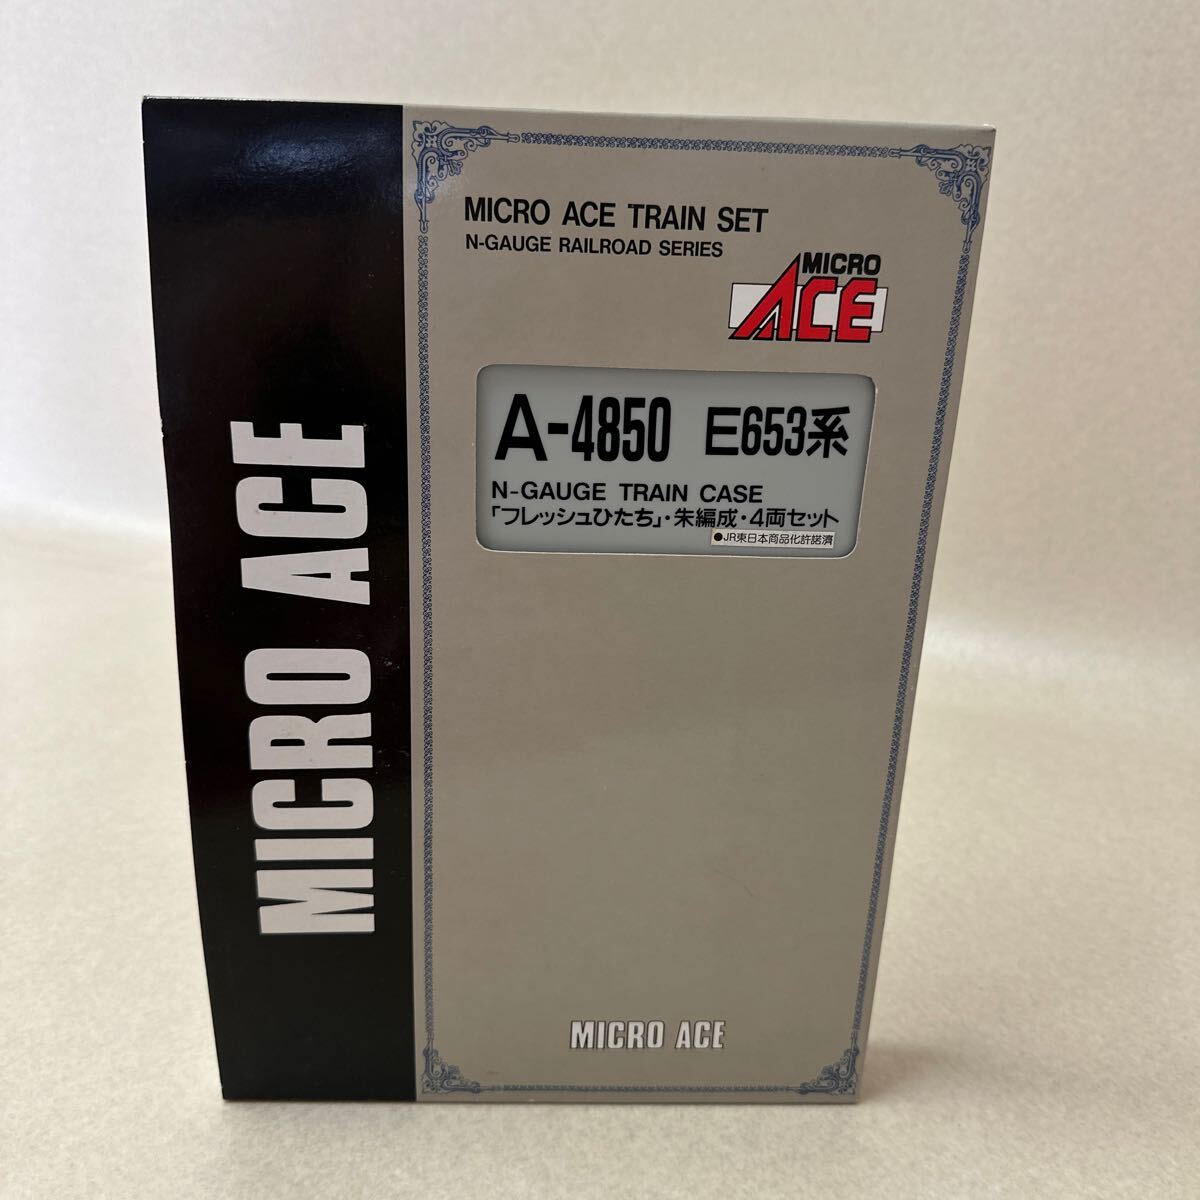 MICRO ACE
MICRO ACE TRAIN SET
N-GAUGE RAILROAD SERIES
MICRO
ACE
A-4850 E653系
N-GAUGE TRAIN CASE
「フレッシュひたち」・朱編成・4両セット
●JR東日本商品化許諾済
MICRO ACE